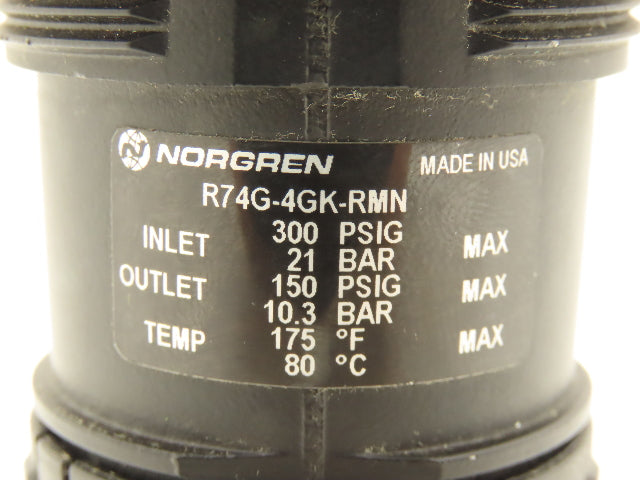 NORGREN MADE IN USA
R74G-4GK-RMN
INLET 300 PSIG MAX
21 BAR
OUTLET 150 PSIG MAX
10.3 BAR
TEMP 175 °F MAX
80 °C